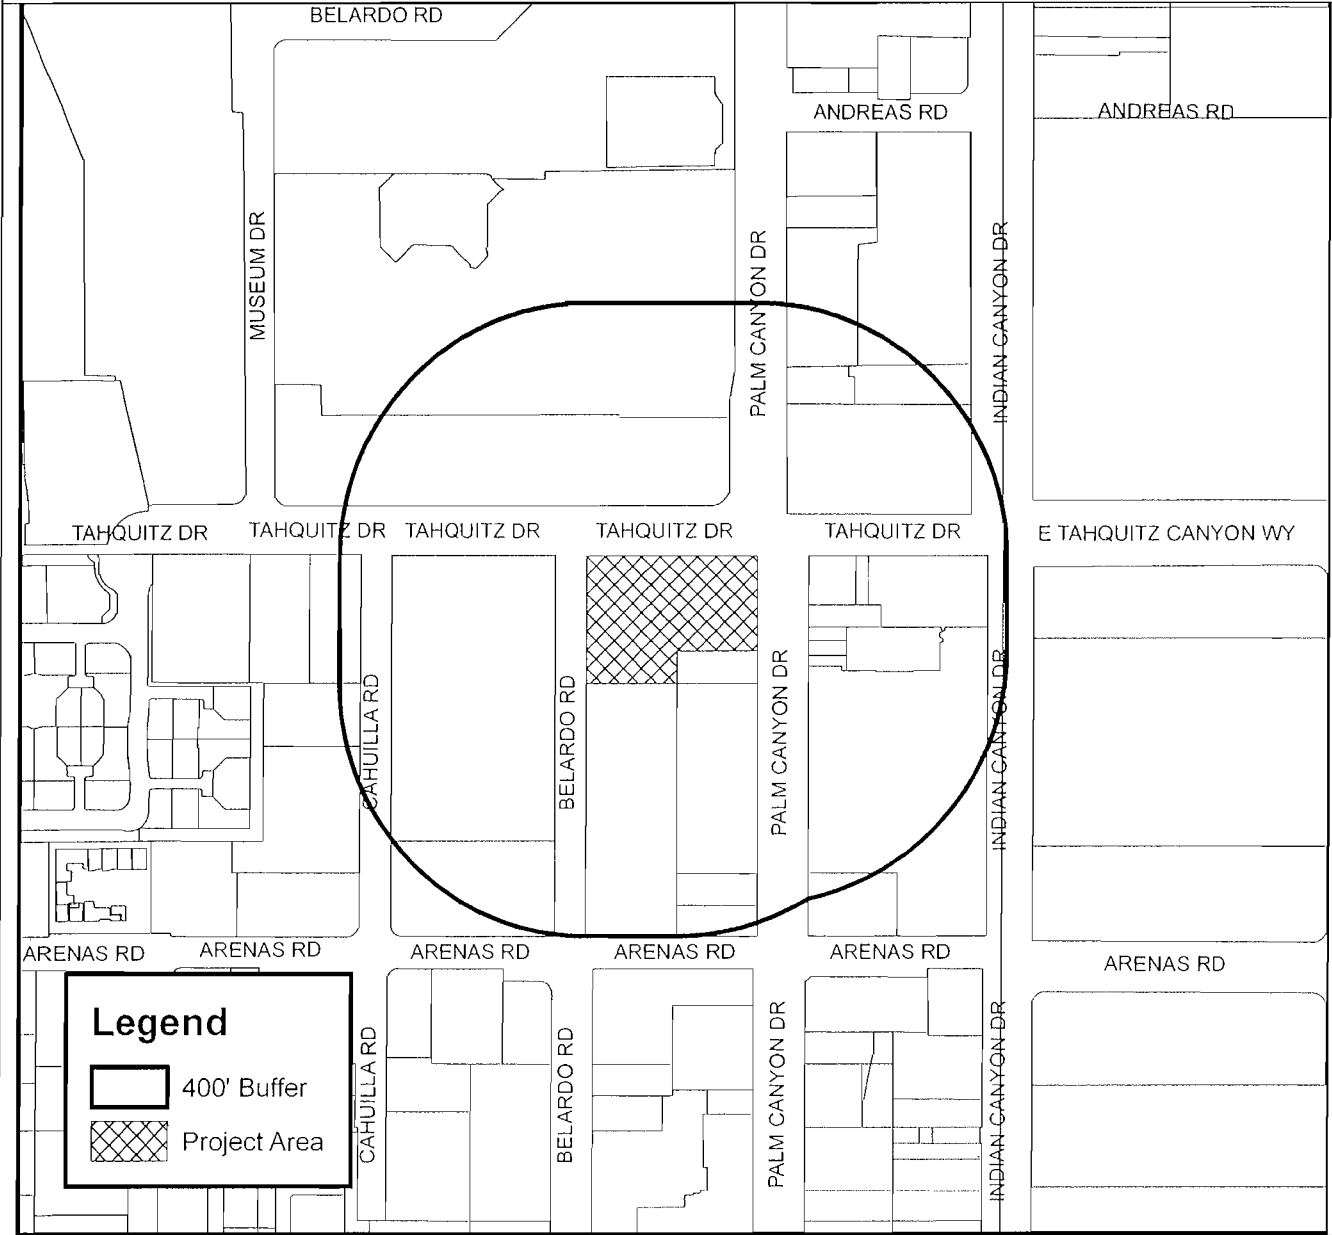 BELARDO RD
ANDREAS RD
ANDREAS RD
MUSEUM DR
PALM CANYON DR
INDIAN CANYON DR
TAHQUITZ DR
TAHQUITZ DR
TAHQUITZ DR
TAHQUITZ DR
TAHQUITZ DR
E TAHQUITZ CANYON WY
CAHUILLA RD
BELARDO RD
PALM CANYON DR
INDIAN CANYON DR
ARENAS RD
ARENAS RD
ARENAS RD
ARENAS RD
ARENAS RD
ARENAS RD
Legend
400' Buffer
Project Area
CAHUILLA RD
BELARDO RD
PALM CANYON DR
INDIAN CANYON DR